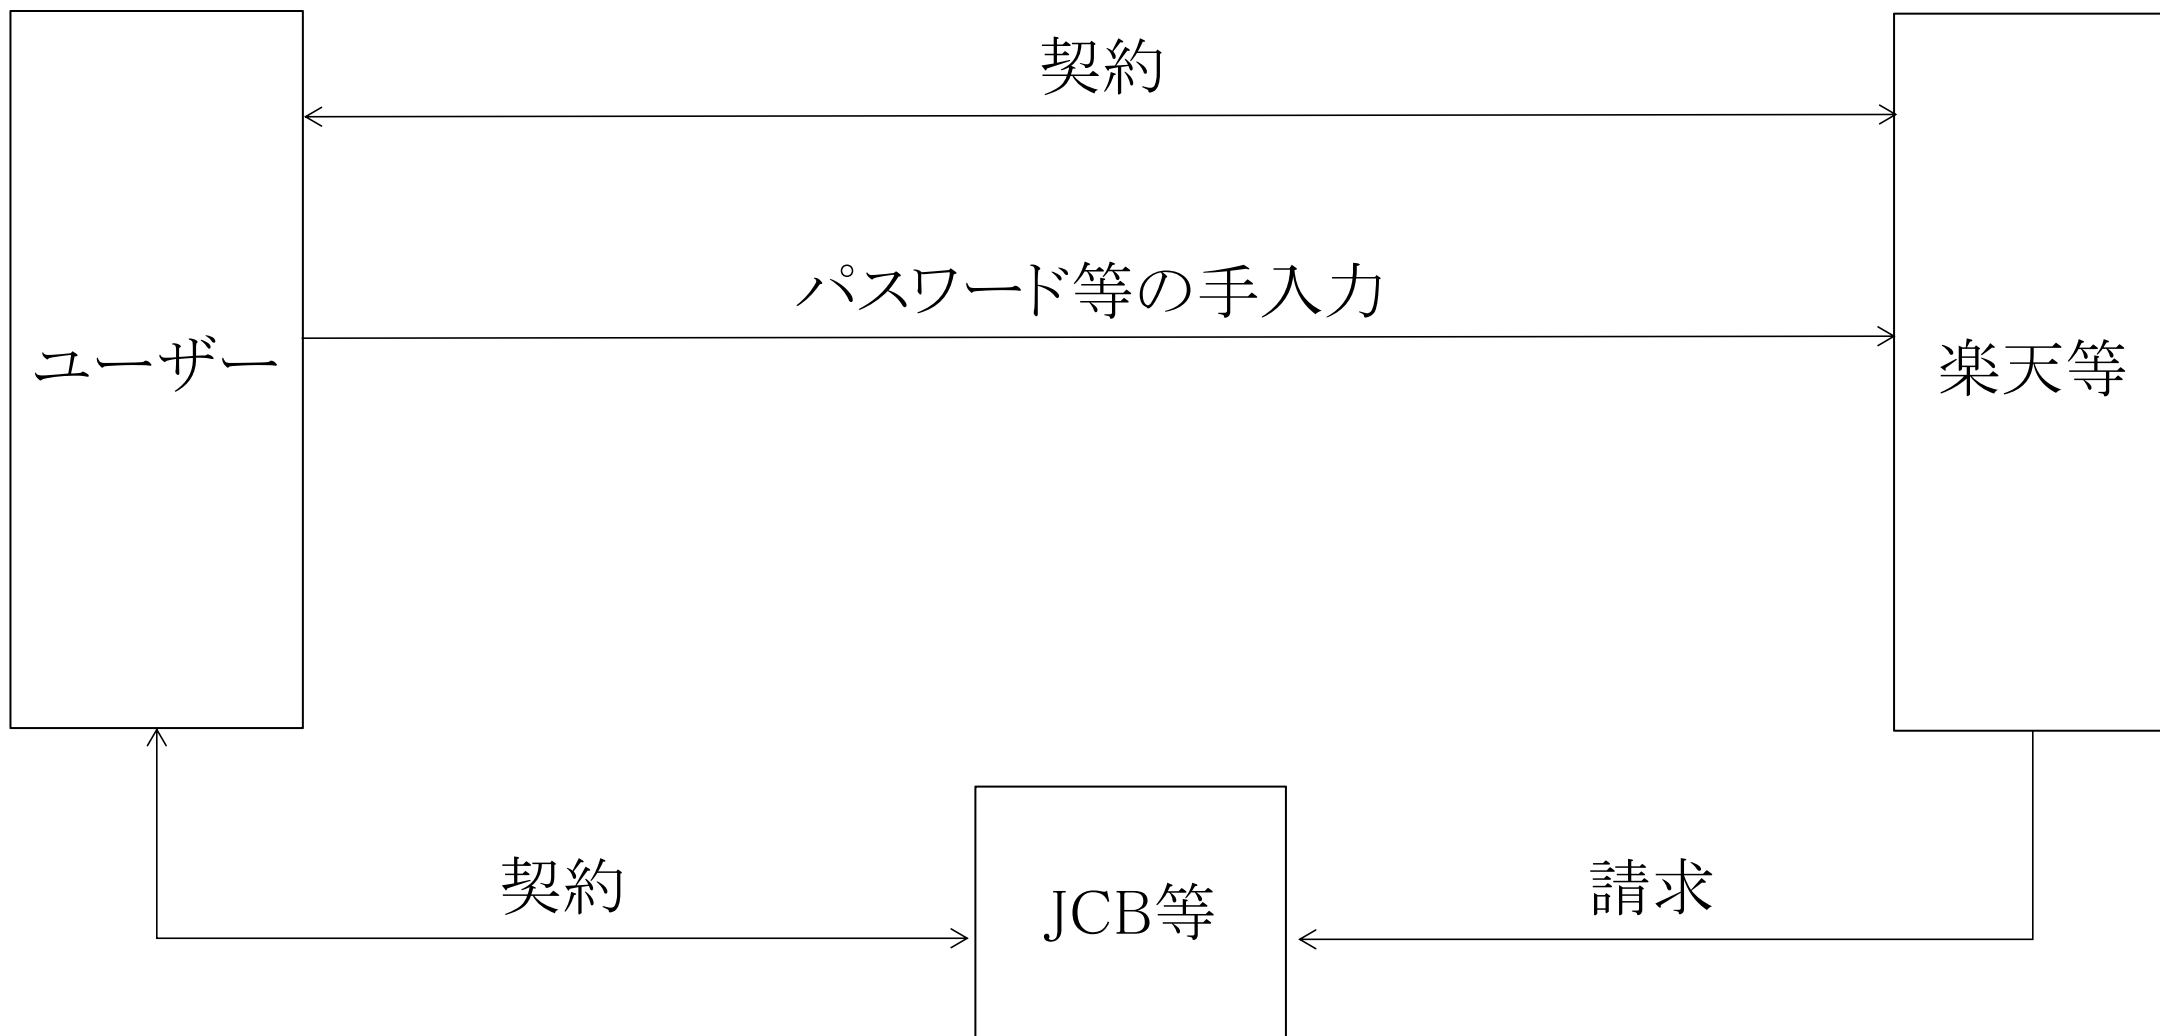 契約
パスワード等の手入力
ユーザー
楽天等
契約
JCB等
請求